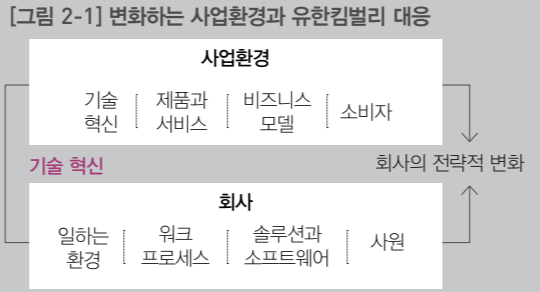 [그림 2-1] 변화하는 사업환경과 유한킴벌리 대응
사업환경
기술
혁신
제품과
서비스
비즈니스
모델
소비자
기술 혁신
회사의 전략적 변화
회사
일하는
환경
워크
프로세스
솔루션과
소프트웨어
사원